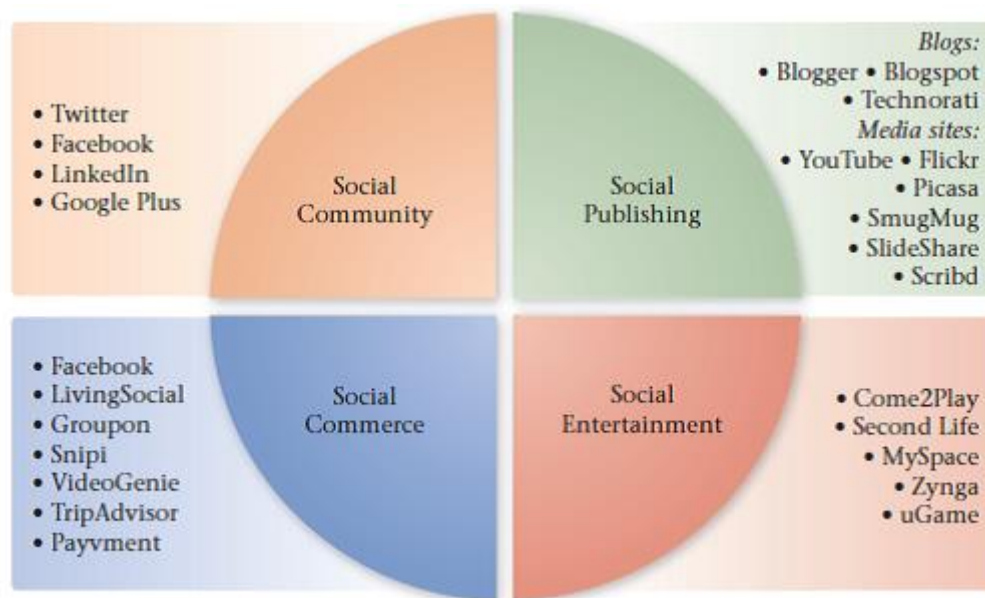 • Twitter
• Facebook
• LinkedIn
• Google Plus
Social
Community
Social
Publishing
Blogs:
• Blogger • Blogspot
• Technorati
Media sites:
• YouTube • Flickr
• Picasa
• SmugMug
• SlideShare
• Scribd
• Facebook
• LivingSocial
• Groupon
• Snipi
• VideoGenie
• TripAdvisor
• Payvment
Social
Commerce
Social
Entertainment
• Come2Play
• Second Life
• MySpace
• Zynga
• uGame